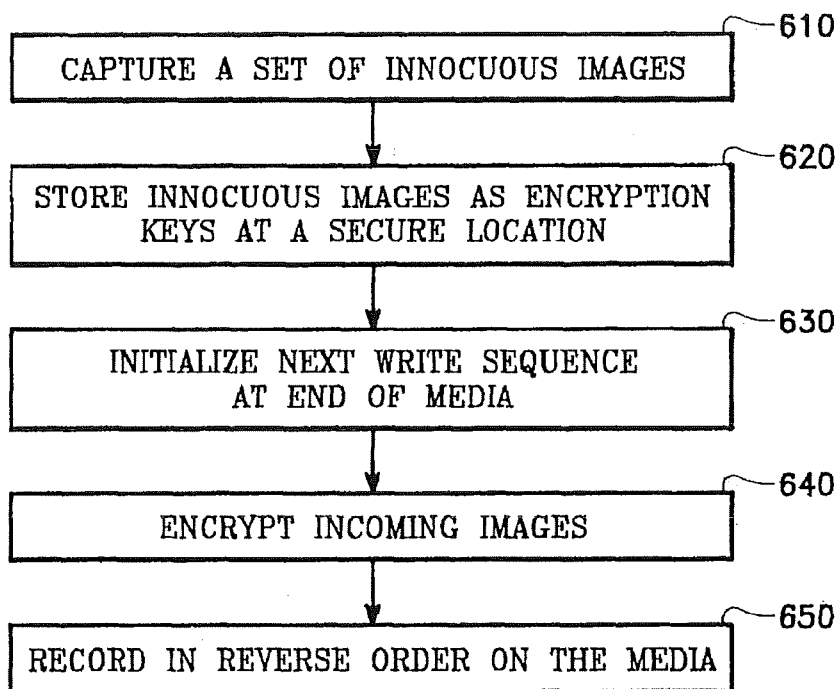 610
CAPTURE A SET OF INNOCUOUS IMAGES
620
STORE INNOCUOUS IMAGES AS ENCRYPTION
KEYS AT A SECURE LOCATION
630
INITIALIZE NEXT WRITE SEQUENCE
AT END OF MEDIA
640
ENCRYPT INCOMING IMAGES
650
RECORD IN REVERSE ORDER ON THE MEDIA